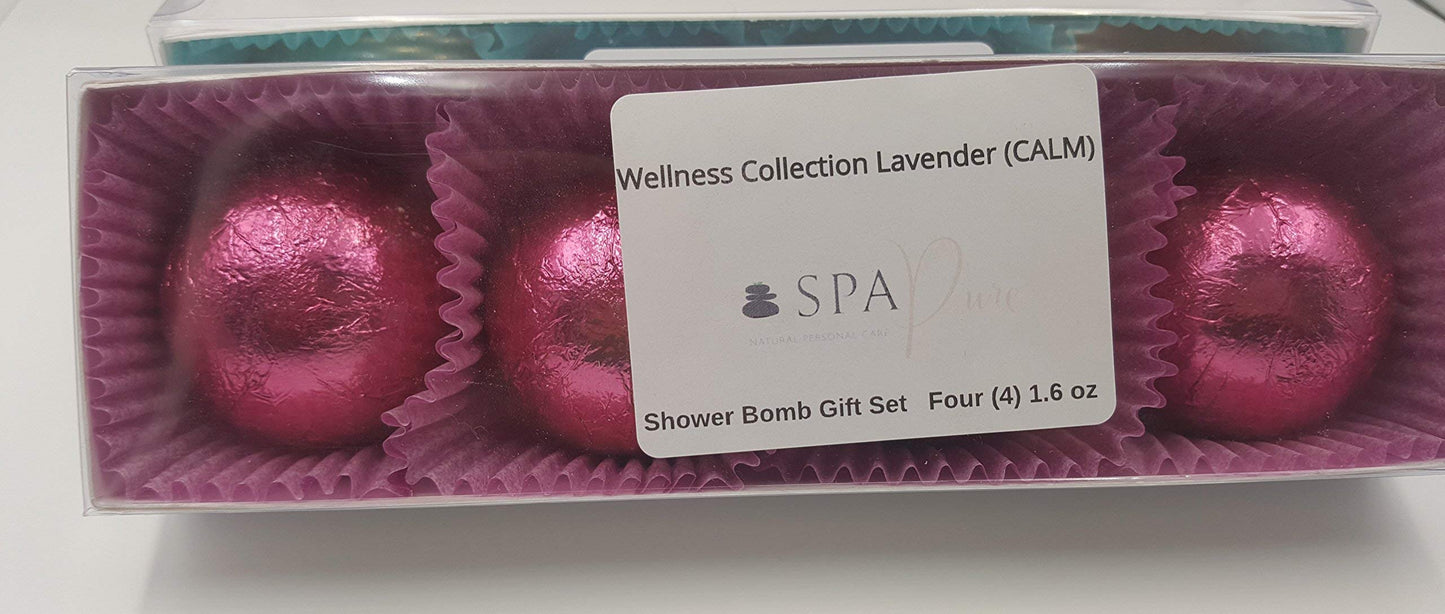 Wellness Collection Lavender (CALM)
SPA Pure
NATURAL PERSONAL CARE
Shower Bomb Gift Set Four (4) 1.6 oz